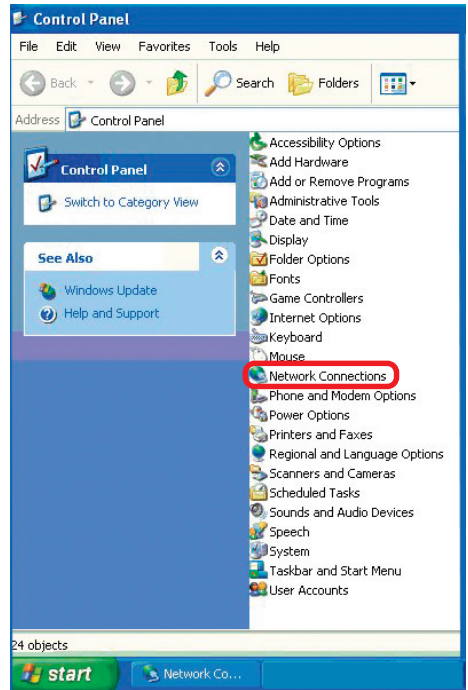 Control Panel
File Edit View Favorites Tools Help
Back Search Folders
Address Control Panel
Control Panel
Switch to Category View
See Also
Windows Update
Help and Support
Accessibility Options
Add Hardware
Add or Remove Programs
Administrative Tools
Date and Time
Display
Folder Options
Fonts
Game Controllers
Internet Options
Keyboard
Mouse
Network Connections
Phone and Modem Options
Power Options
Printers and Faxes
Regional and Language Options
Scanners and Cameras
Scheduled Tasks
Sounds and Audio Devices
Speech
System
Taskbar and Start Menu
User Accounts
24 objects
start Network Co...